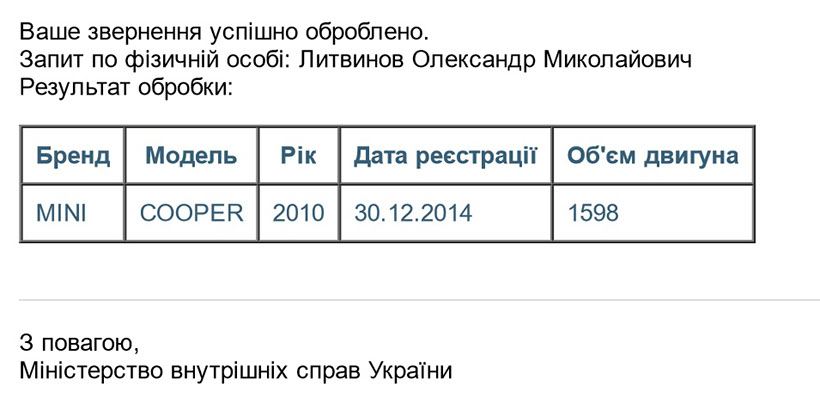 Ваше звернення успішно оброблено.
Запит по фізичній особі: Литвинов Олександр Миколайович
Результат обробки:
Бренд Модель Рік Дата реєстрації Об'єм двигуна
MINI COOPER 2010 30.12.2014 1598
З повагою,
Міністерство внутрішніх справ України